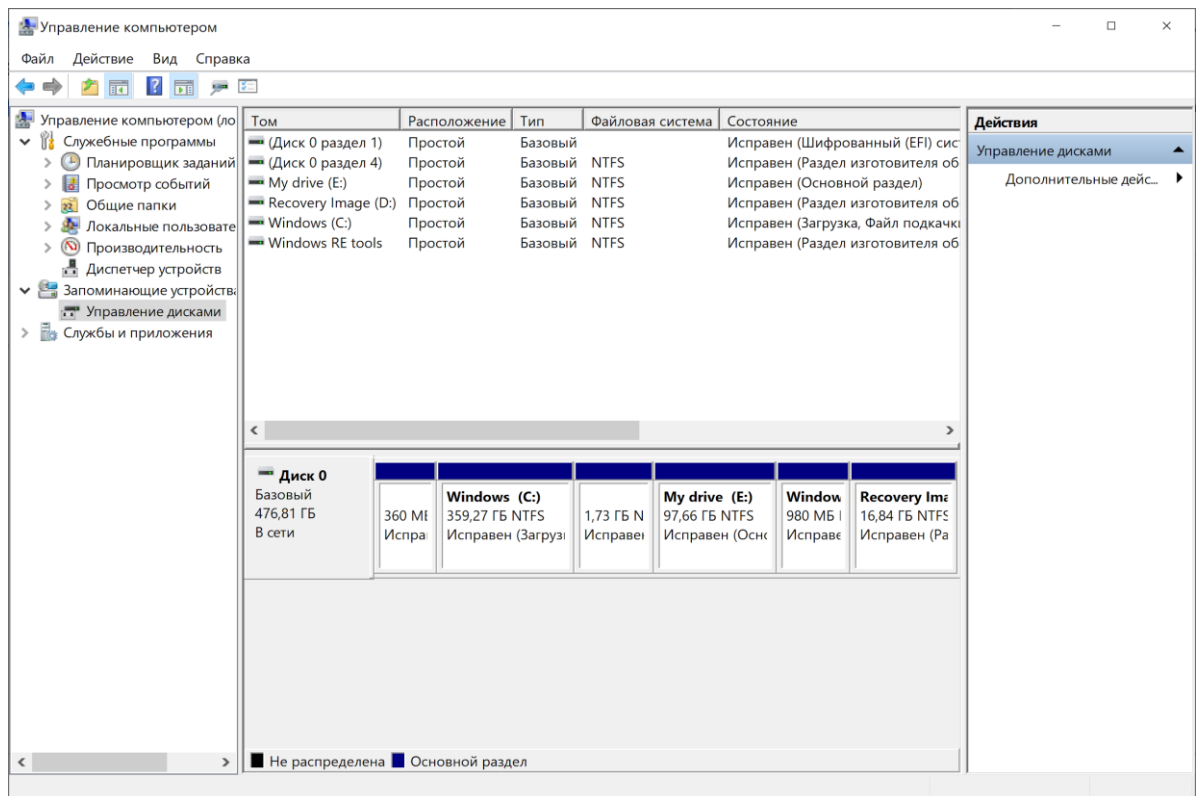 Управление компьютером
Файл Действие Вид Справка
Управление компьютером (ло
Служебные программы
Планировщик заданий
Просмотр событий
Общие папки
Локальные пользовате
Производительность
Диспетчер устройств
Запоминающие устройств
Управление дисками
Службы и приложения
Том Расположение Тип Файловая система Состояние
(Диск 0 раздел 1) Простой Базовый Исправен (Шифрованный (EFI) сис
(Диск 0 раздел 4) Простой Базовый NTFS Исправен (Раздел изготовителя об
My drive (E:) Простой Базовый NTFS Исправен (Основной раздел)
Recovery Image (D:) Простой Базовый NTFS Исправен (Раздел изготовителя об
Windows (C:) Простой Базовый NTFS Исправен (Загрузка, Файл подкачк
Windows RE tools Простой Базовый NTFS Исправен (Раздел изготовителя об
Диск 0
Базовый
476,81 ГБ
В сети
360 МБ
Испра
Windows (C:)
359,27 ГБ NTFS
Исправен (Загруз
1,73 ГБ N
Исправен
My drive (E:)
97,66 ГБ NTFS
Исправен (Осно
Window
980 МБ
Исправе
Recovery Ima
16,84 ГБ NTFS
Исправен (Ра
Не распределена Основной раздел
Действия
Управление дисками
Дополнительные дейс...